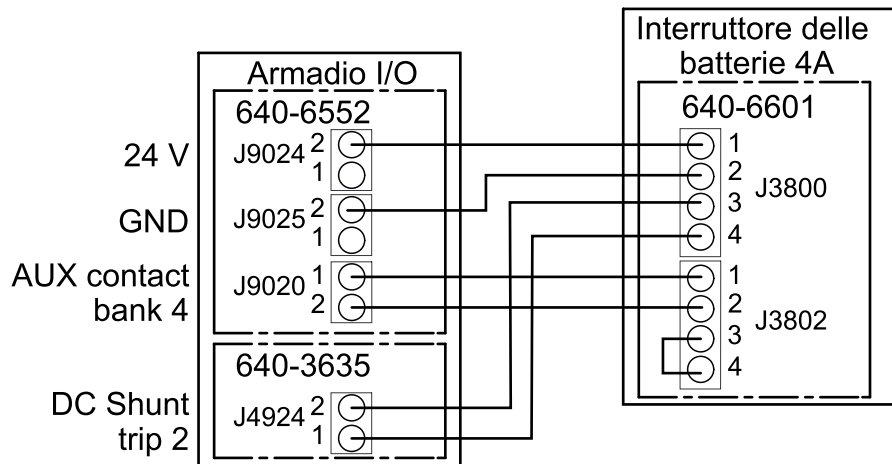 Interruttore delle
batterie 4A
Armadio I/O
640-6552
640-6601
24 V
J9024
2
1
1
2
3
4
J3800
GND
J9025
2
1
AUX contact
bank 4
J9020
1
2
1
2
3
4
J3802
640-3635
DC Shunt
trip 2
J4924
2
1